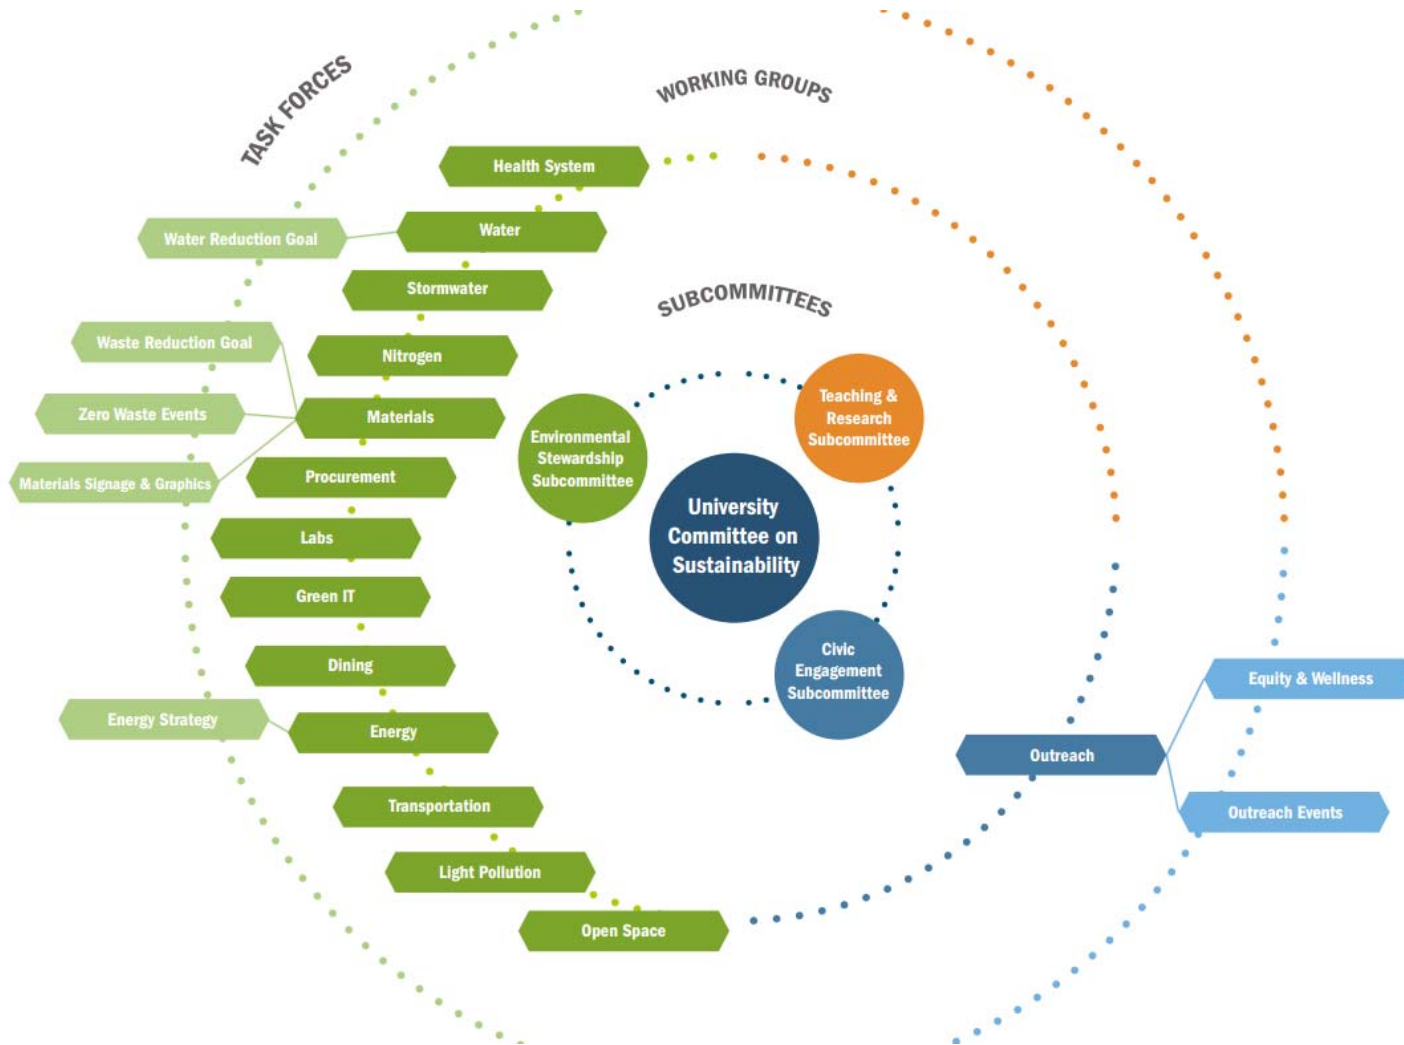 TASK FORCES
WORKING GROUPS
SUBCOMMITTEES
Health System
Water
Water Reduction Goal
Stormwater
Nitrogen
Waste Reduction Goal
Materials
Zero Waste Events
Materials Signage & Graphics
Procurement
Labs
Green IT
Dining
Energy Strategy
Energy
Transportation
Light Pollution
Open Space
Environmental
Stewardship
Subcommittee
Teaching &
Research
Subcommittee
University
Committee on
Sustainability
Civic
Engagement
Subcommittee
Outreach
Equity & Wellness
Outreach Events